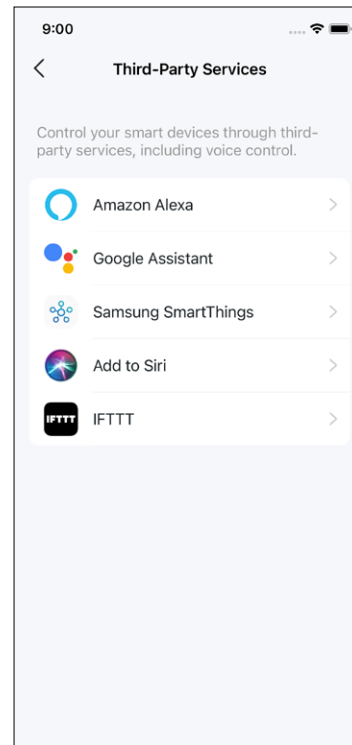 9:00
Third-Party Services
Control your smart devices through third-
party services, including voice control.
Amazon Alexa
Google Assistant
Samsung SmartThings
Add to Siri
IFTTT IFTTT